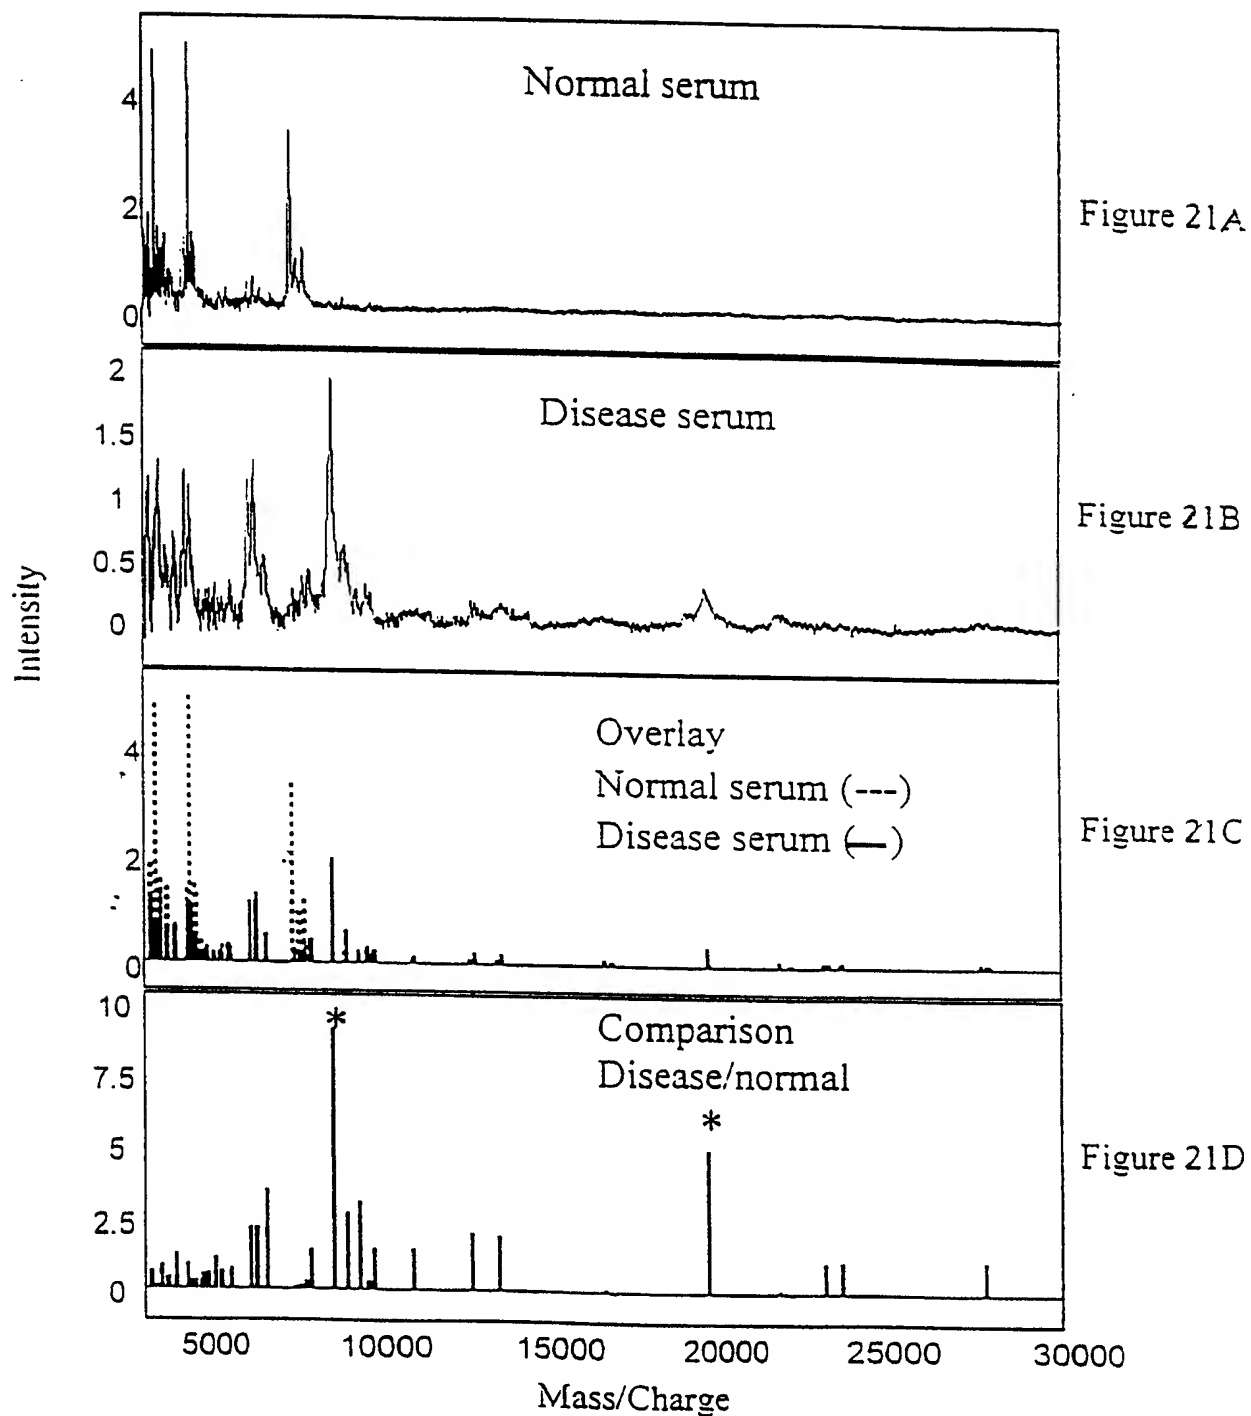 Normal serum
4
2
0
Figure 21A
Disease serum
2
1.5
1
0.5
0
Figure 21B
Intensity
Overlay
Normal serum (---)
Disease serum (—)
4
2
0
Figure 21C
Comparison
Disease/normal
10
7.5
5
2.5
0
*
*
Figure 21D
5000 10000 15000 20000 25000 30000
Mass/Charge